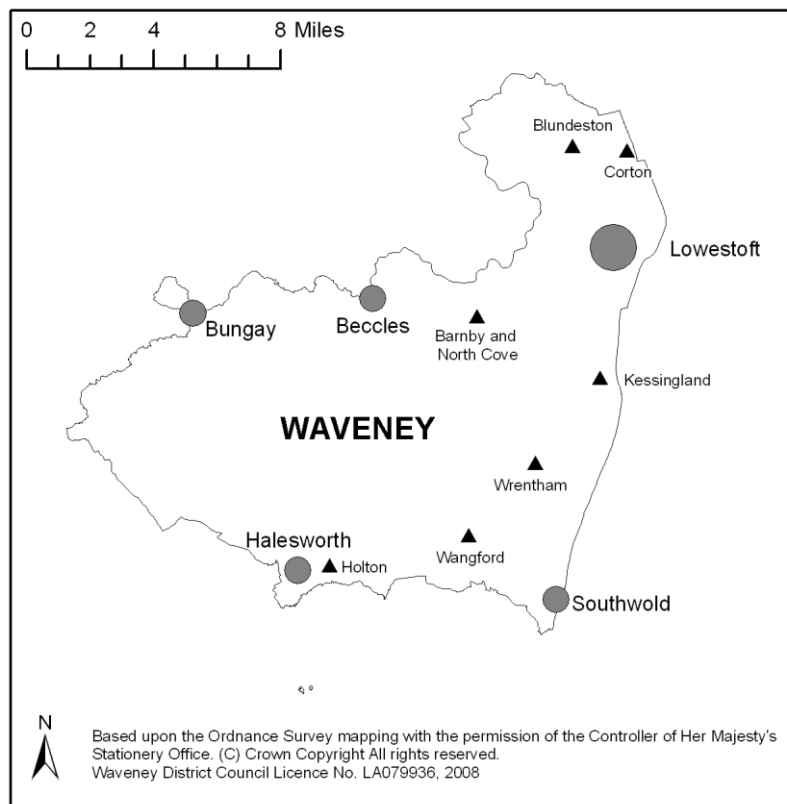 0 2 4 8 Miles
Blundeston
Corton
Lowestoft
Bungay
Beccles
Barnby and
North Cove
Kessingland
WAVENEY
Wrentham
Halesworth
Holton
Wangford
Southwold
N
Based upon the Ordnance Survey mapping with the permission of the Controller of Her Majesty's
Stationery Office. (C) Crown Copyright All rights reserved.
Waveney District Council Licence No. LA079936, 2008